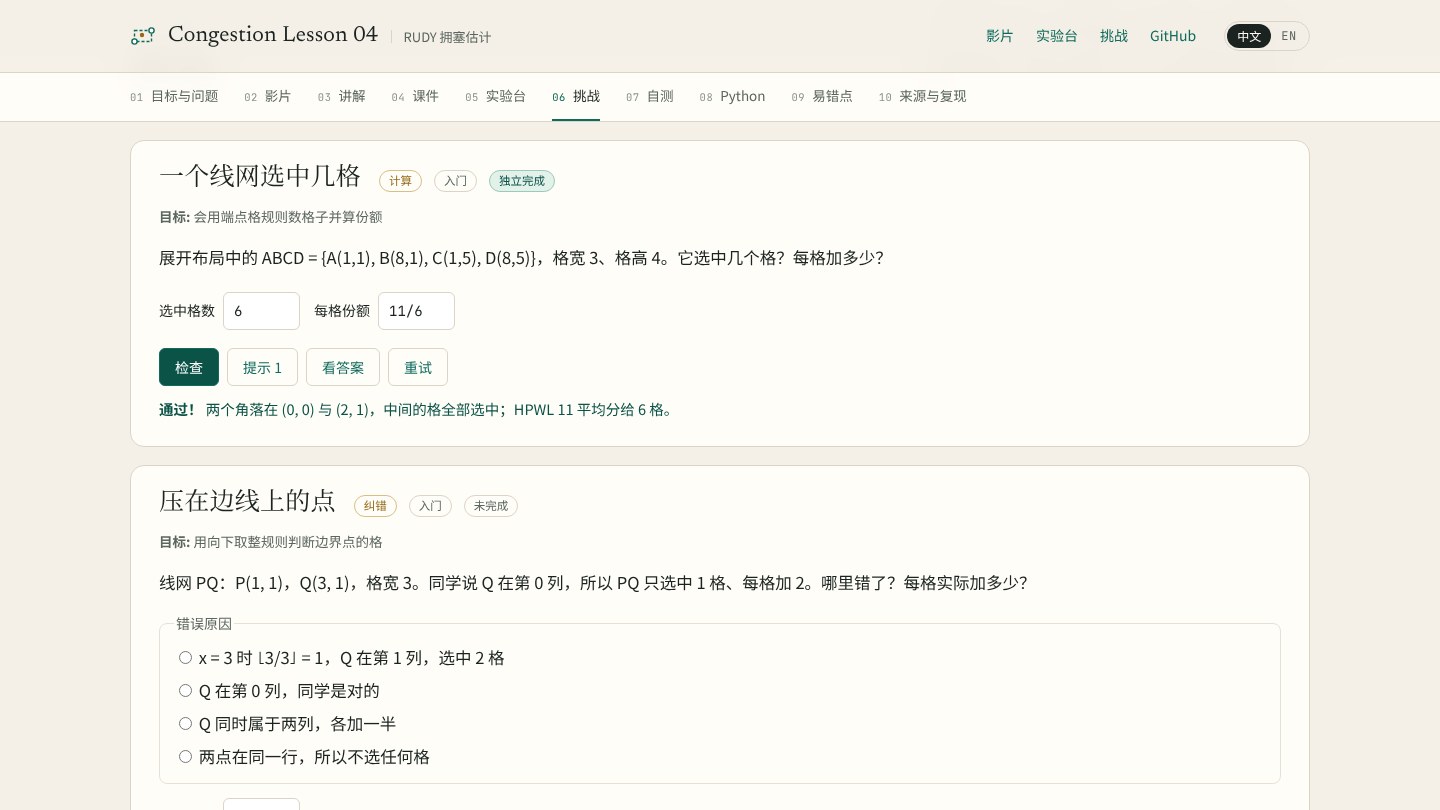 Congestion Lesson 04 RUDY 拥塞估计 影片 实验台 挑战 GitHub 中文 EN
01 目标与问题 02 影片 03 讲解 04 课件 05 实验台 06 挑战 07 自测 08 Python 09 易错点 10 来源与复现
一个线网选中几格 计算 入门 独立完成
目标: 会用端点格规则数格子并算份额
展开布局中的 ABCD = {A(1,1), B(8,1), C(1,5), D(8,5)}，格宽 3、格高 4。它选中几个格？每格加多少？
选中格数 6 每格份额 11/6
检查 提示 1 看答案 重试
通过！ 两个角落在 (0, 0) 与 (2, 1)，中间的格全部选中；HPWL 11 平均分给 6 格。
压在边线上的点 纠错 入门 未完成
目标: 用向下取整规则判断边界点的格
线网 PQ：P(1, 1)，Q(3, 1)，格宽 3。同学说 Q 在第 0 列，所以 PQ 只选中 1 格、每格加 2。哪里错了？每格实际加多少？
错误原因
x = 3 时 ⌊3/3⌋ = 1，Q 在第 1 列，选中 2 格
Q 在第 0 列，同学是对的
Q 同时属于两列，各加一半
两点在同一行，所以不选任何格